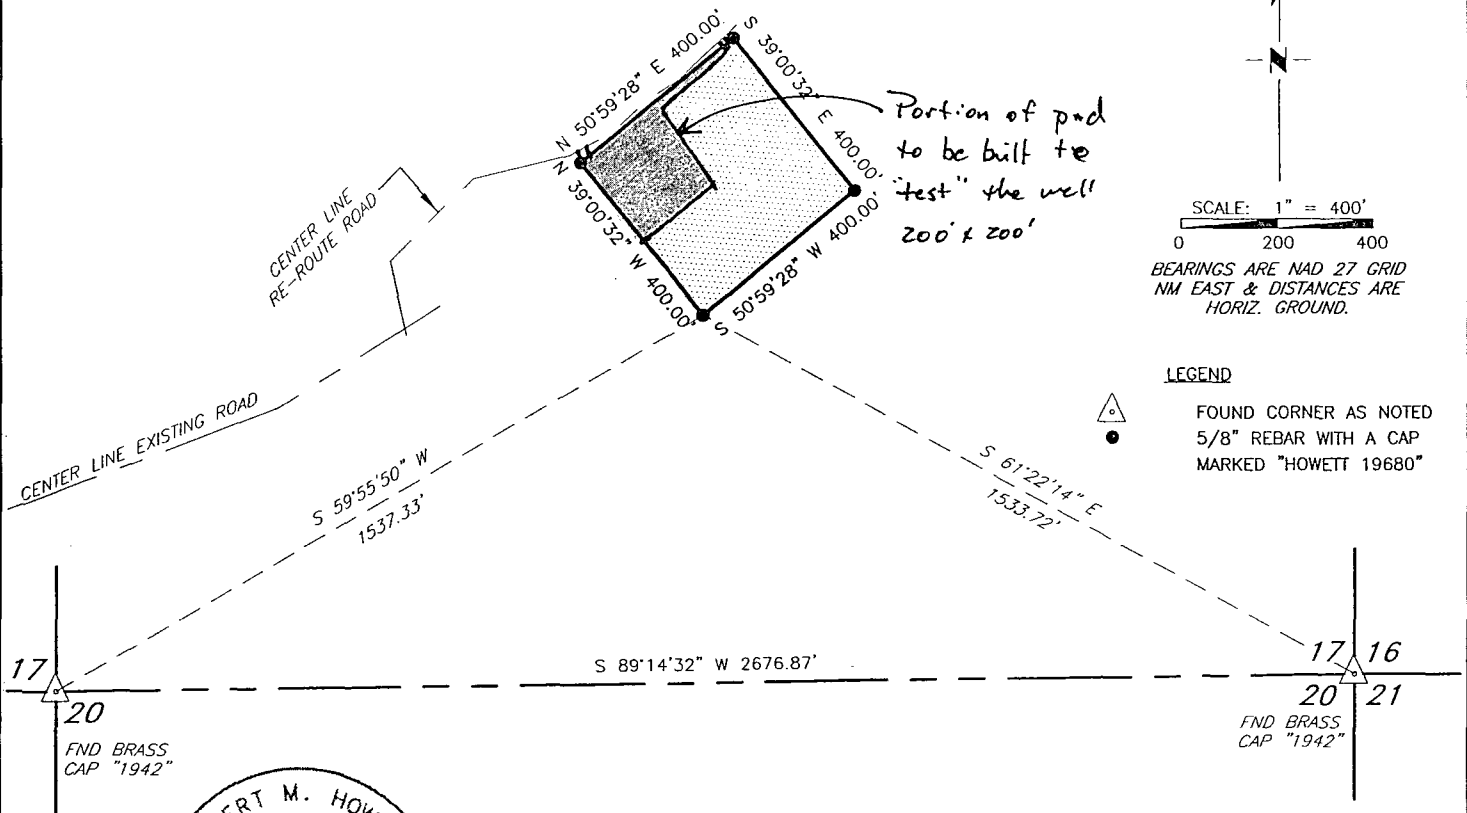 N 50°59'28" E 400.00'
S 39°00'32" E 400.00'
N 39°00'32" W 400.00'
S 50°59'28" W 400.00'
Portion of pad
to be built to
"test" the well
200' x 200'
N
SCALE: 1" = 400'
0 200 400
BEARINGS ARE NAD 27 GRID
NM EAST & DISTANCES ARE
HORIZ. GROUND.
CENTER LINE
RE-ROUTE ROAD
LEGEND
FOUND CORNER AS NOTED
5/8" REBAR WITH A CAP
MARKED "HOWETT 19680"
CENTER LINE EXISTING ROAD
S 59°55'50" W
1537.33'
S 61°22'14" E
1533.72'
S 89°14'32" W 2676.87'
17
20
FND BRASS
CAP "1942"
17 16
20 21
FND BRASS
CAP "1942"
ERT M. HOW